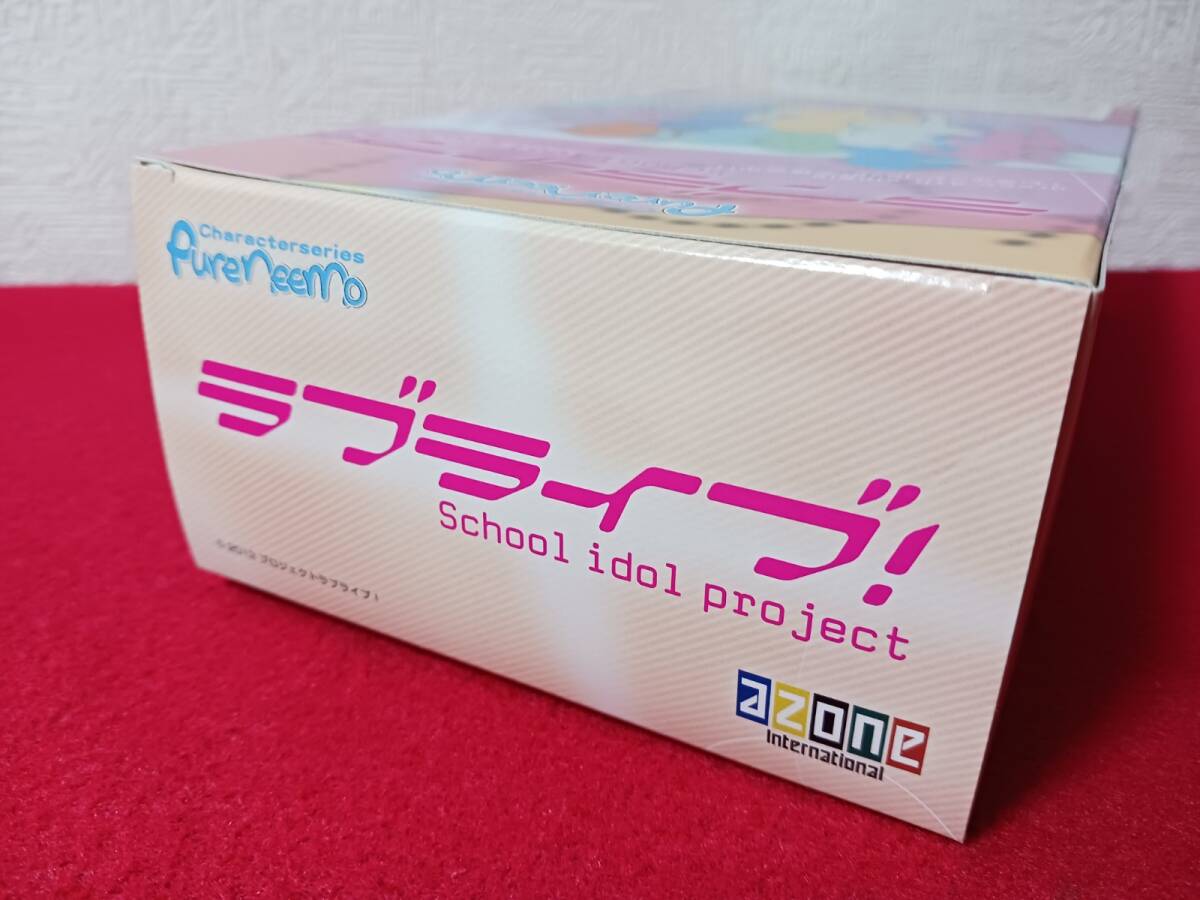 Characterseries
PureNeemo
ラブライブ!
School idol project
©2013 プロジェクトラブライブ!
azone
International